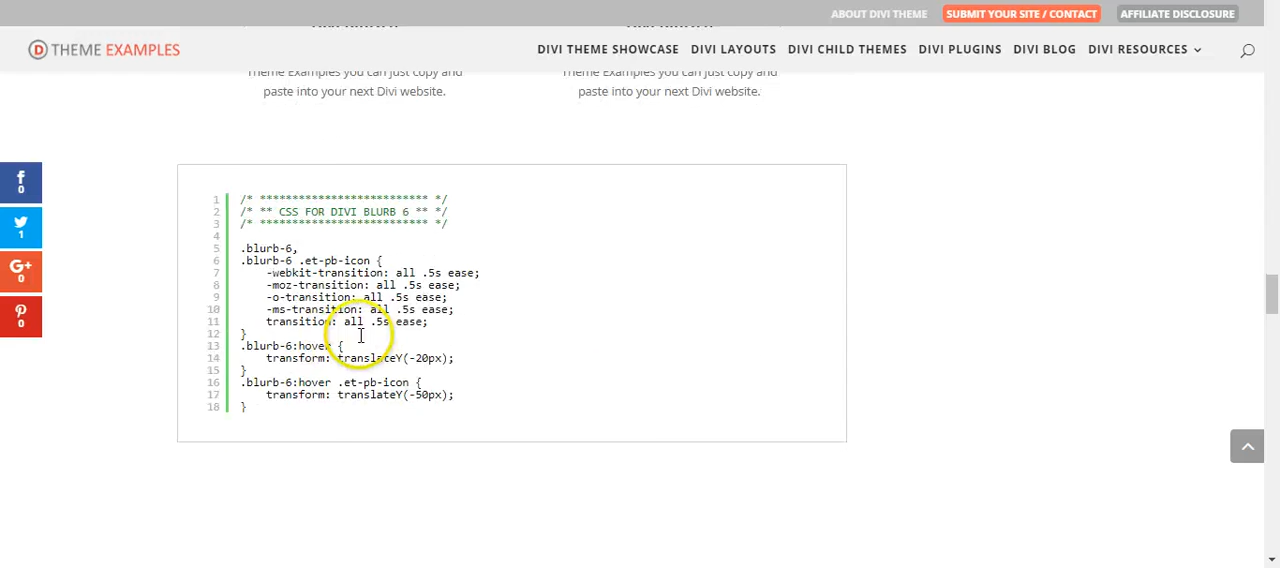 ABOUT DIVI THEME SUBMIT YOUR SITE / CONTACT AFFILIATE DISCLOSURE
D THEME EXAMPLES DIVI THEME SHOWCASE DIVI LAYOUTS DIVI CHILD THEMES DIVI PLUGINS DIVI BLOG DIVI RESOURCES
Theme Examples you can just copy and
paste into your next Divi website.
Theme Examples you can just copy and
paste into your next Divi website.
f
0
1
G+
0
0
1 /* ************************** */
2 /* ** CSS FOR DIVI BLURB 6 ** */
3 /* ************************** */
4
5 .blurb-6,
6 .blurb-6 .et-pb-icon {
7 -webkit-transition: all .5s ease;
8 -moz-transition: all .5s ease;
9 -o-transition: all .5s ease;
10 -ms-transition: all .5s ease;
11 transition: all .5s ease;
12 }
13 .blurb-6:hover {
14 transform: translateY(-20px);
15 }
16 .blurb-6:hover .et-pb-icon {
17 transform: translateY(-50px);
18 }